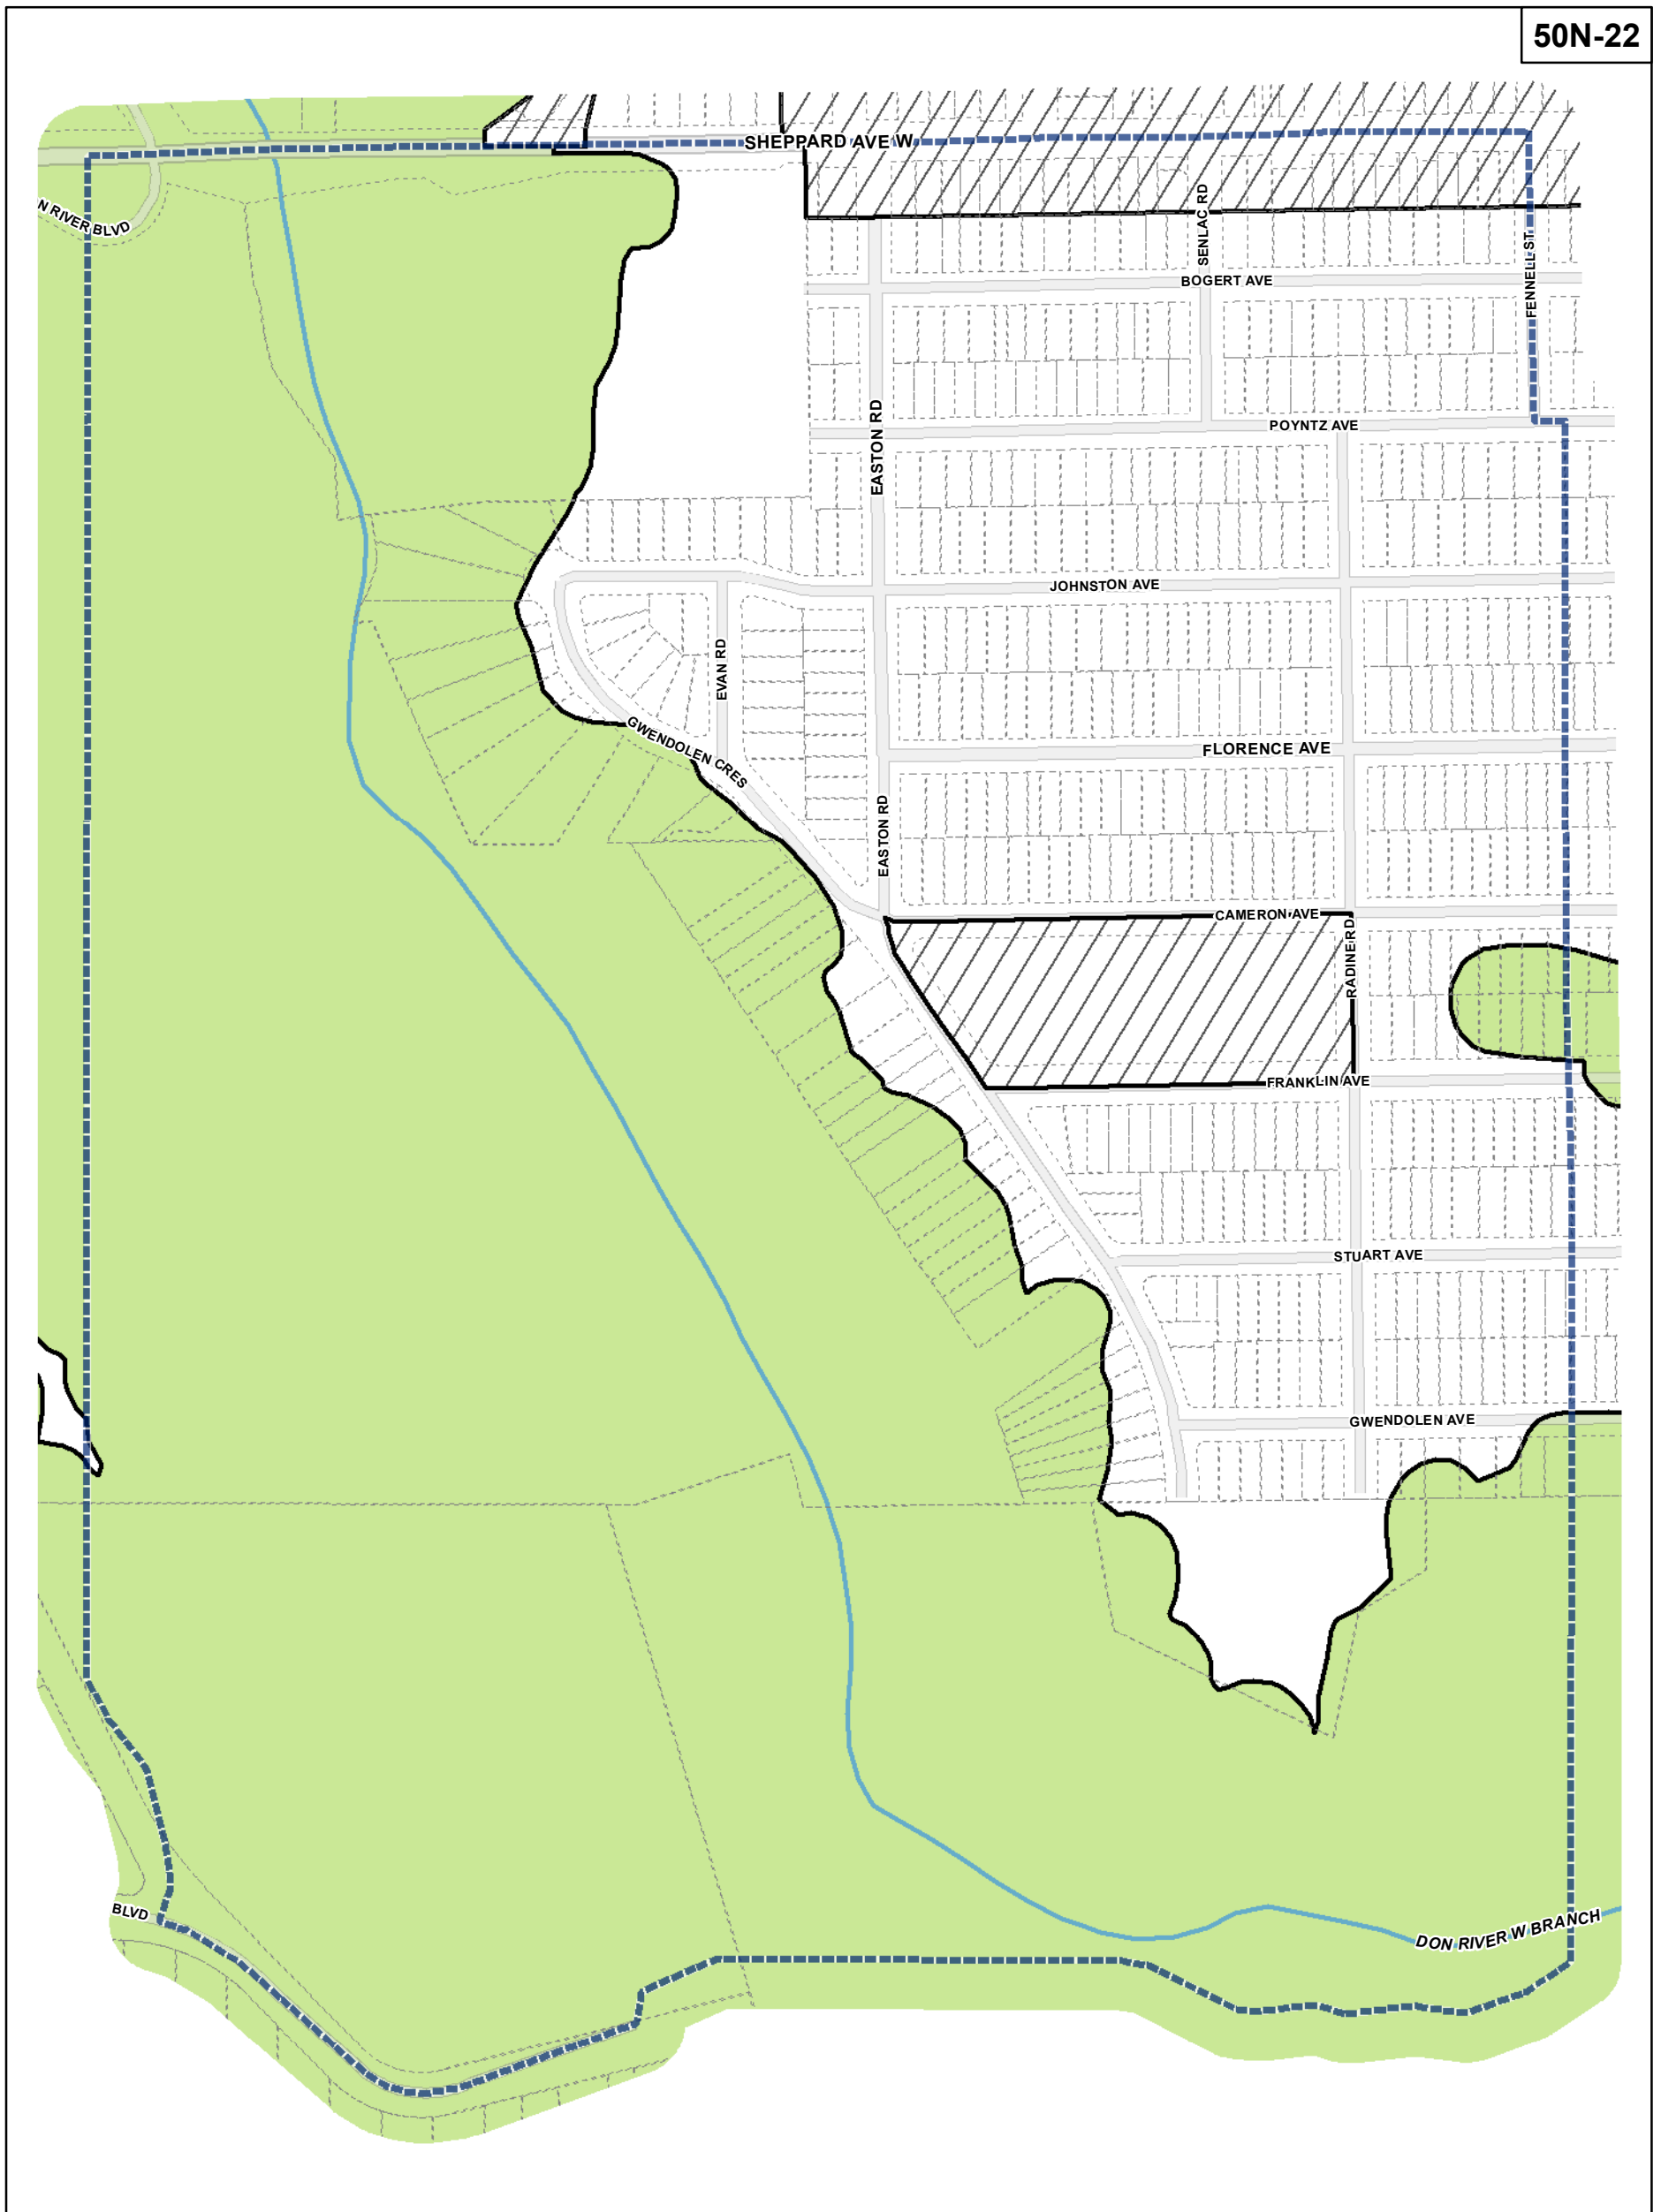 50N-22
SHEPPARD AVE W
N RIVER BLVD
SENLAC RD
FENNELL ST
BOGERT AVE
EASTON RD
POYNTZ AVE
JOHNSTON AVE
EVAN RD
GWENDOLEN CRES
FLORENCE AVE
EASTON RD
CAMERON AVE
RADINE RD
FRANKLIN AVE
STUART AVE
GWENDOLEN AVE
BLVD
DON RIVER W BRANCH